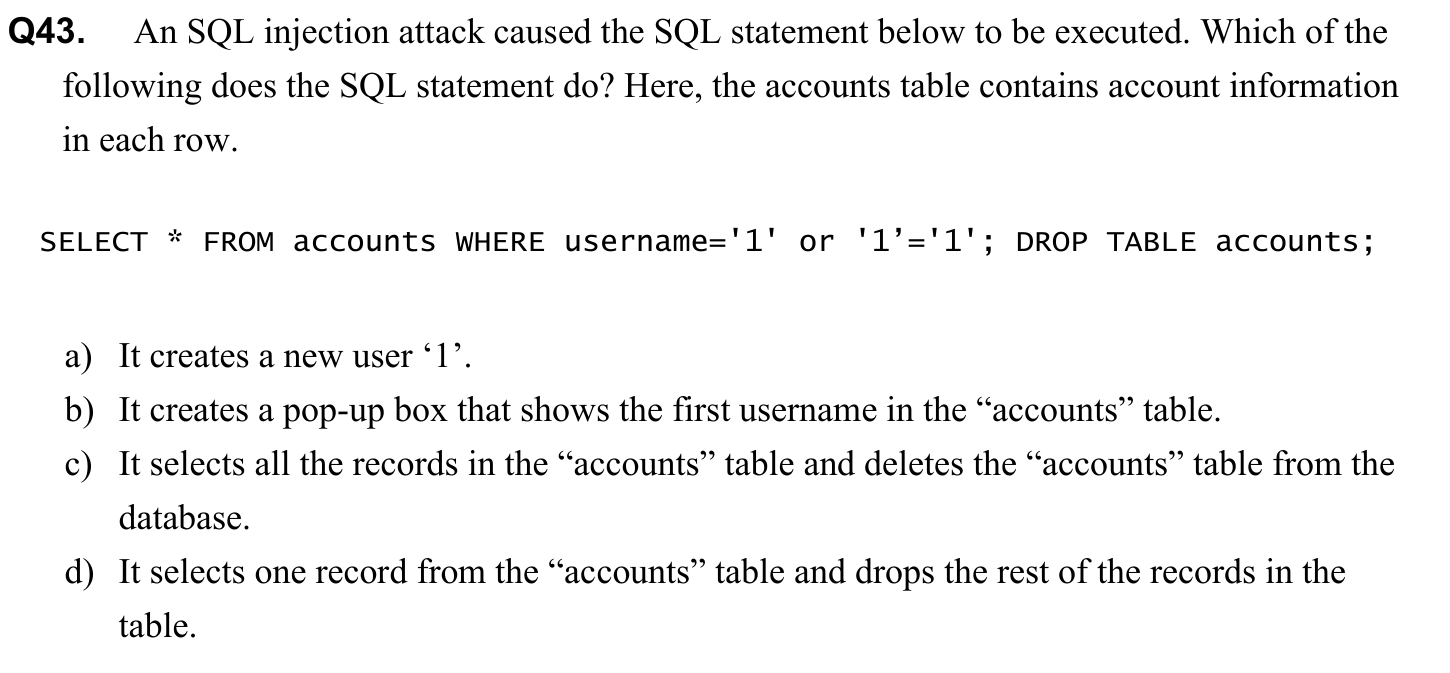 Q43. An SQL injection attack caused the SQL statement below to be executed. Which of the
following does the SQL statement do? Here, the accounts table contains account information
in each row.
SELECT * FROM accounts WHERE username='1' or '1’='1'; DROP TABLE accounts;
a) It creates a new user ‘1’.
b) It creates a pop-up box that shows the first username in the “accounts” table.
c) It selects all the records in the “accounts” table and deletes the “accounts” table from the
database.
d) It selects one record from the “accounts” table and drops the rest of the records in the
table.